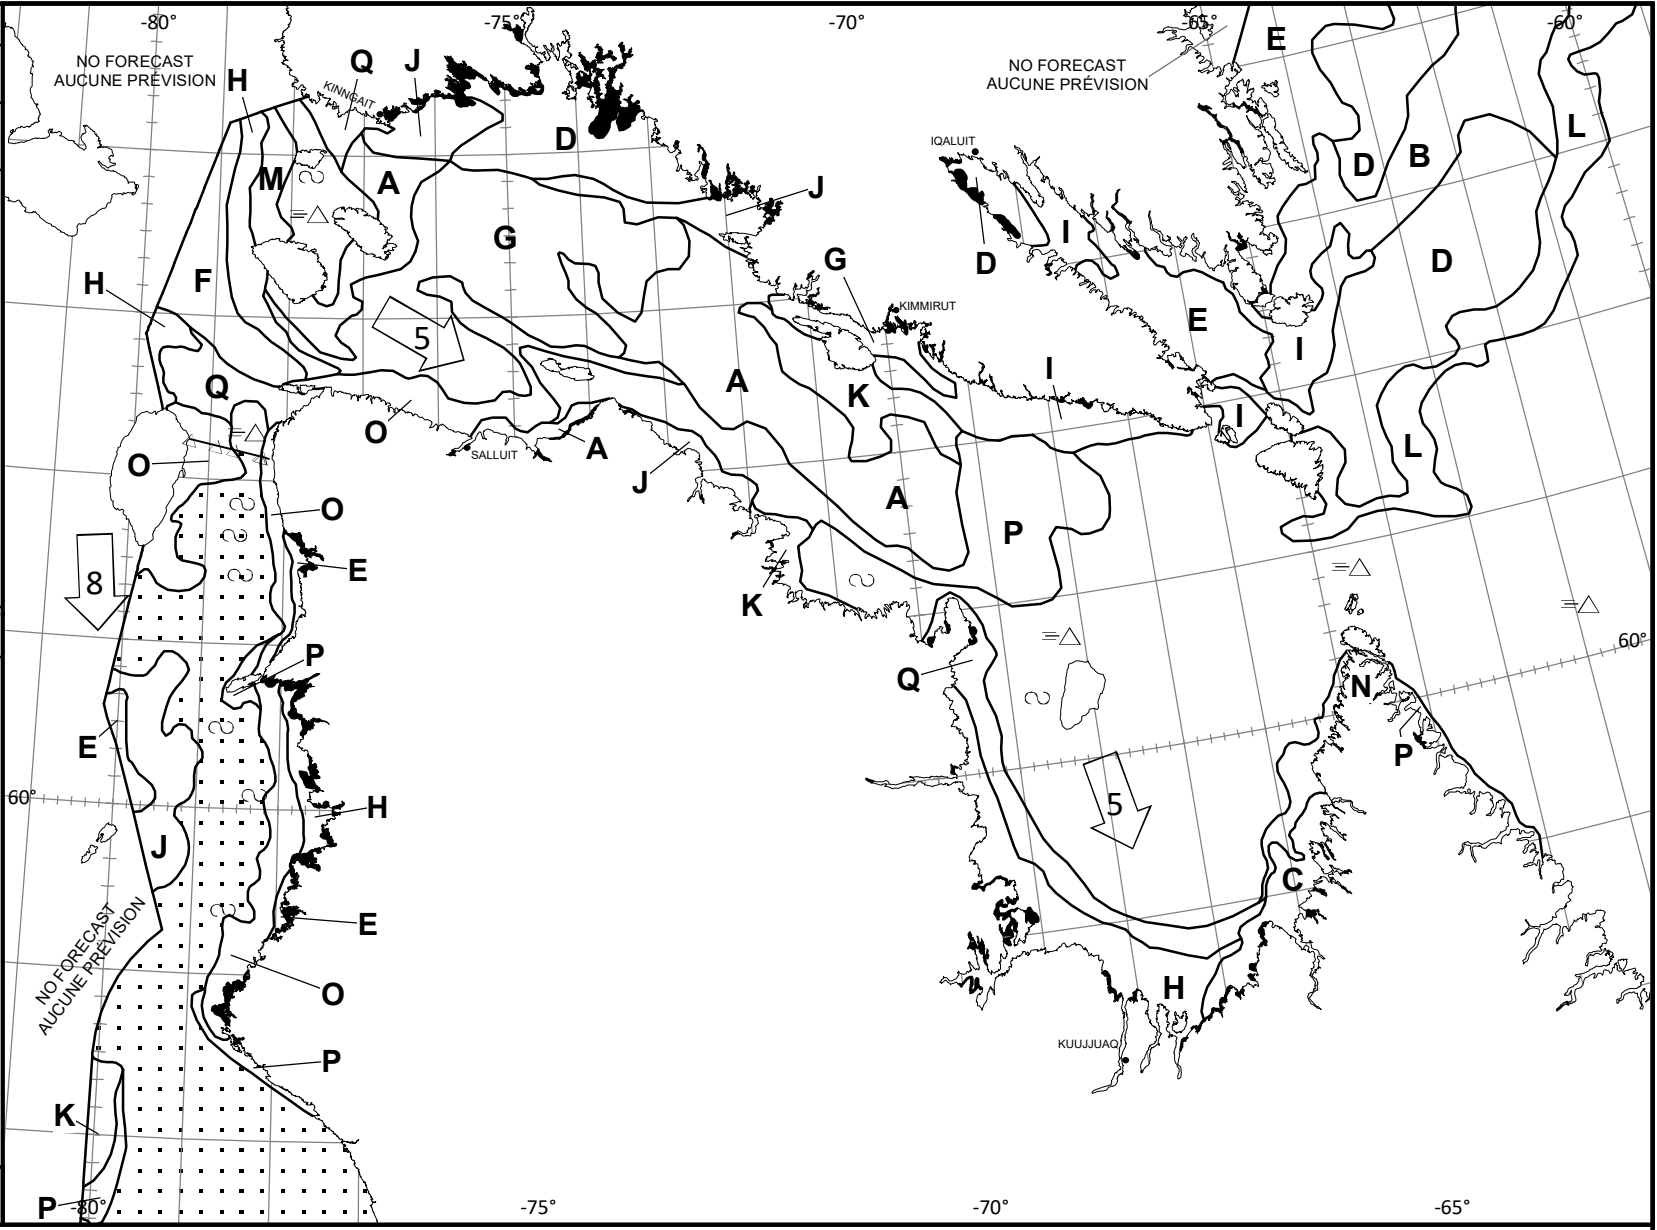 -80°
-75°
-70°
-65°
-60°
NO FORECAST
AUCUNE PRÉVISION
NO FORECAST
AUCUNE PRÉVISION
H
Q
J
E
KINNGAIT
D
L
IQALUIT
D
B
M
A
J
G
I
D
G
D
H
F
KIMMIRUT
E
5
I
A
I
Q
K
I
O
A
L
SALLUIT
O
J
A
O
P
8
E
K
P
60°
Q
N
E
P
60°
5
H
J
C
E
NO FORECAST
AUCUNE PRÉVISION
O
H
KUUJJUAQ
P
K
P
-80°
-75°
-70°
-65°